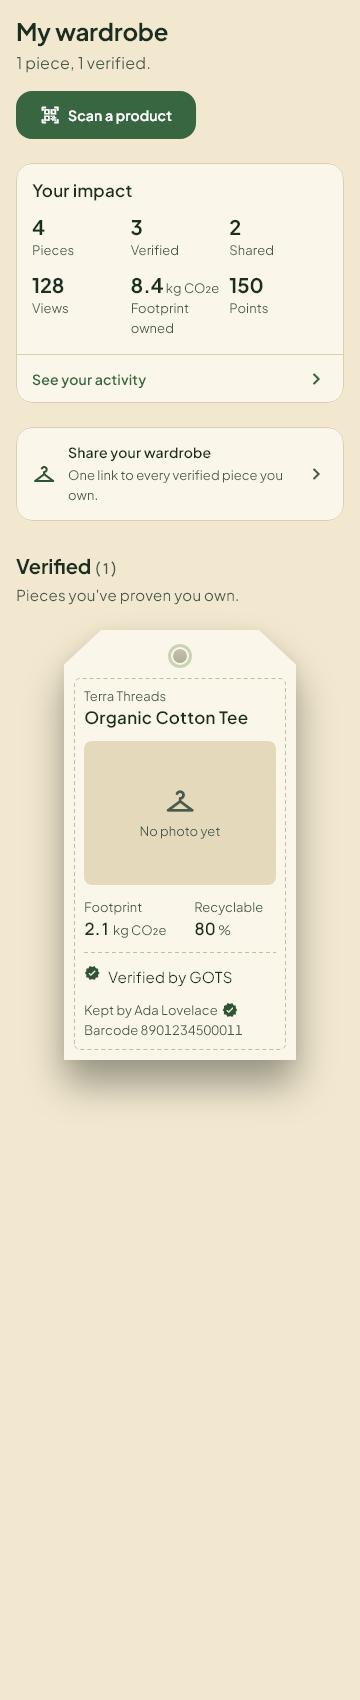 My wardrobe
1 piece, 1 verified.
Scan a product
Your impact
4 3 2
Pieces Verified Shared
128 8.4 kg CO₂e 150
Views Footprint owned Points
See your activity
Share your wardrobe
One link to every verified piece you
own.
Verified (1)
Pieces you've proven you own.
Terra Threads
Organic Cotton Tee
No photo yet
Footprint Recyclable
2.1 kg CO₂e 80 %
Verified by GOTS
Kept by Ada Lovelace
Barcode 8901234500011